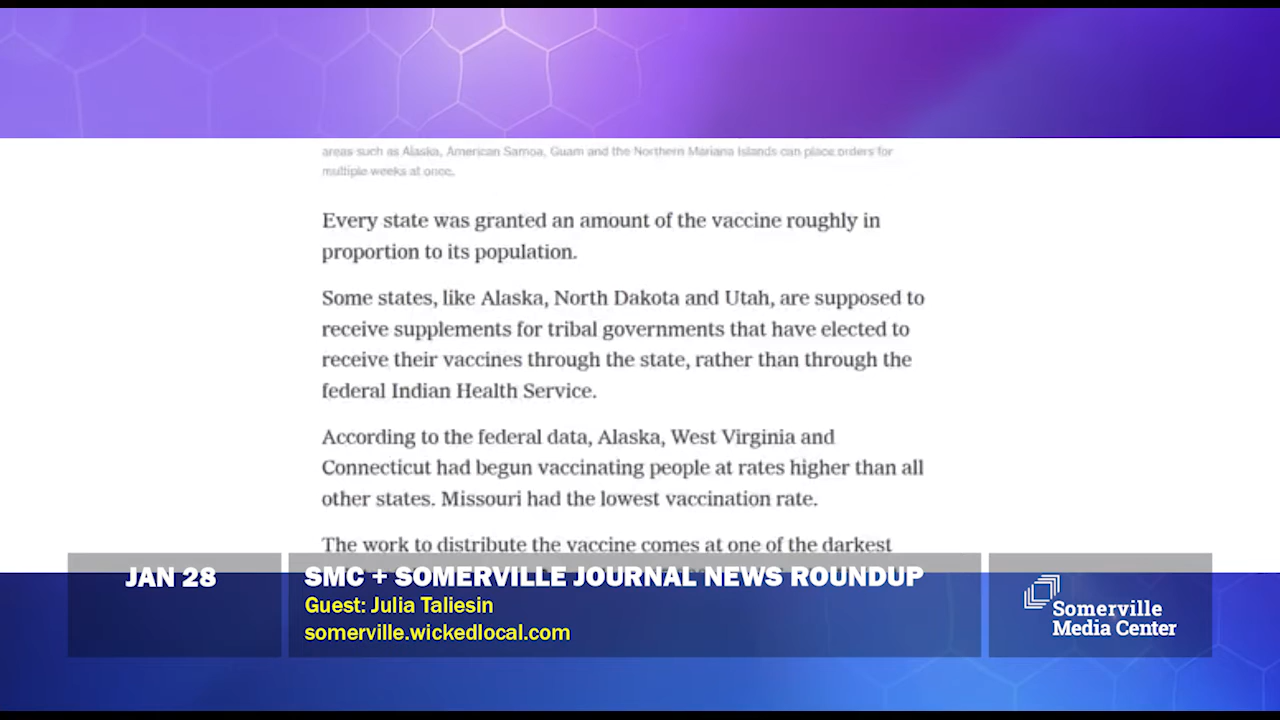 areas such as Alaska, American Samoa, Guam and the Northern Mariana Islands can place orders for
multiple weeks at once.
Every state was granted an amount of the vaccine roughly in
proportion to its population.
Some states, like Alaska, North Dakota and Utah, are supposed to
receive supplements for tribal governments that have elected to
receive their vaccines through the state, rather than through the
federal Indian Health Service.
According to the federal data, Alaska, West Virginia and
Connecticut had begun vaccinating people at rates higher than all
other states. Missouri had the lowest vaccination rate.
The work to distribute the vaccine comes at one of the darkest
JAN 28
SMC + SOMERVILLE JOURNAL NEWS ROUNDUP
Guest: Julia Taliesin
somerville.wickedlocal.com
Somerville
Media Center